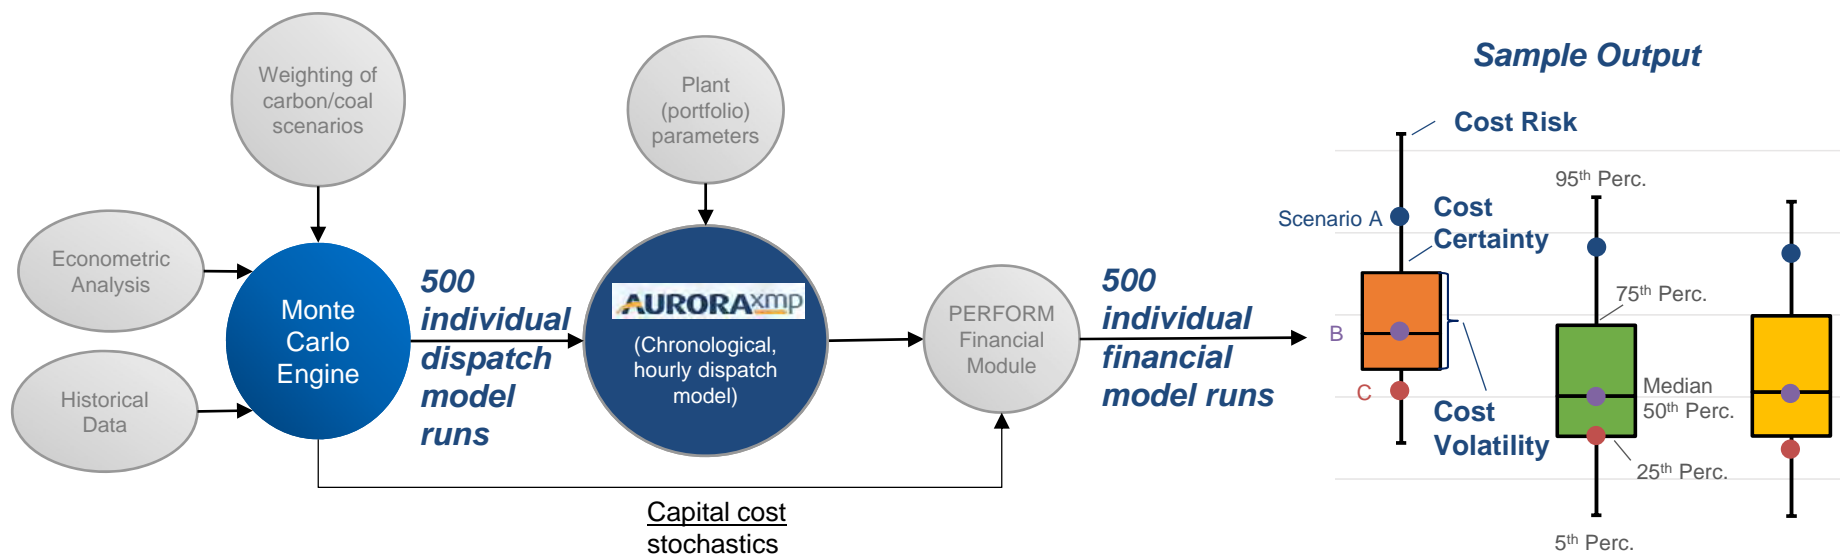 Sample Output
Weighting of
carbon/coal
scenarios
Plant
(portfolio)
parameters
Econometric
Analysis
Historical
Data
Monte
Carlo
Engine
500
individual
dispatch
model
runs
AURORAxmp
(Chronological,
hourly dispatch
model)
PERFORM
Financial
Module
500
individual
financial
model runs
Capital cost
stochastics
Cost Risk
Scenario A
Cost
Certainty
B
C
Cost
Volatility
95th Perc.
75th Perc.
Median
50th Perc.
25th Perc.
5th Perc.